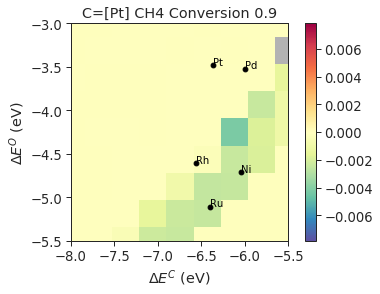 C=[Pt] CH4 Conversion 0.9
−3.0
−3.5
−4.0
−4.5
−5.0
−5.5
ΔE^O (eV)
Pt
Pd
Rh
Ni
Ru
−8.0 −7.5 −7.0 −6.5 −6.0 −5.5
ΔE^C (eV)
0.006
0.004
0.002
0.000
−0.002
−0.004
−0.006